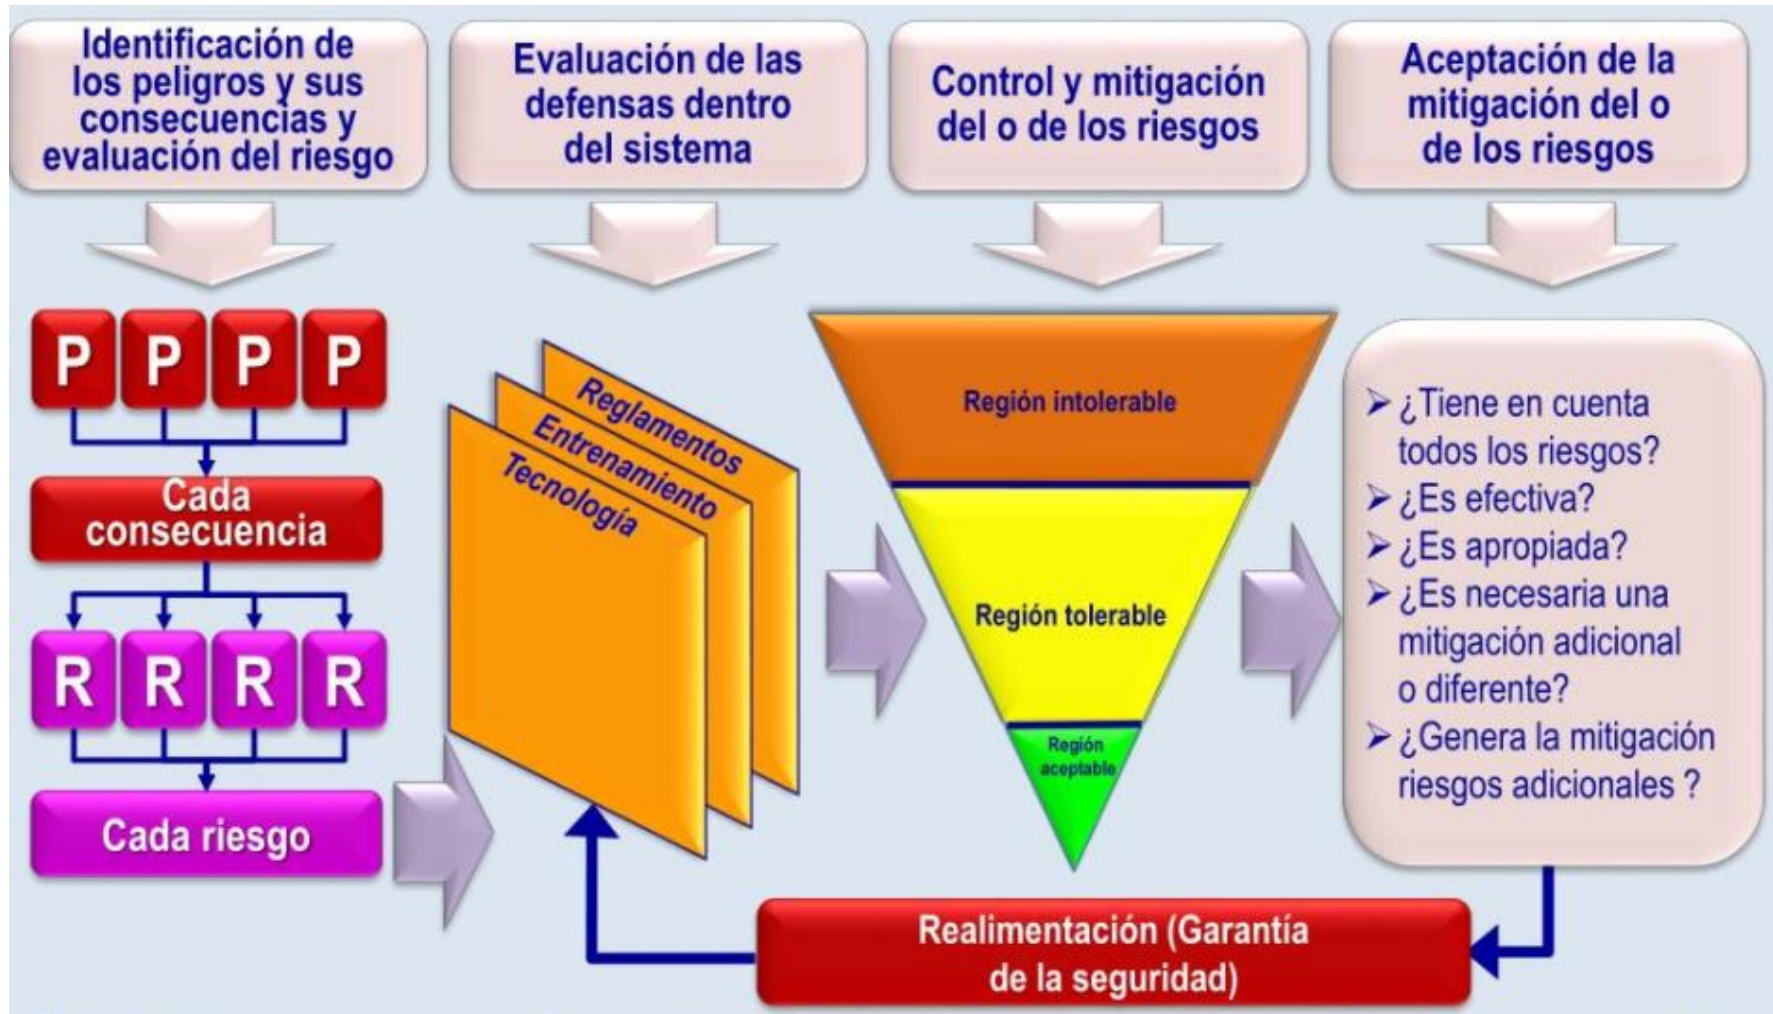 Identificación de
los peligros y sus
consecuencias y
evaluación del riesgo
Evaluación de las
defensas dentro
del sistema
Control y mitigación
del o de los riesgos
Aceptación de la
mitigación del o
de los riesgos
P P P P
Cada
consecuencia
R R R R
Cada riesgo
Reglamentos
Entrenamiento
Tecnología
Región intolerable
Región tolerable
Región
aceptable
➢ ¿Tiene en cuenta
todos los riesgos?
➢ ¿Es efectiva?
➢ ¿Es apropiada?
➢ ¿Es necesaria una
mitigación adicional
o diferente?
➢ ¿Genera la mitigación
riesgos adicionales ?
Realimentación (Garantía
de la seguridad)